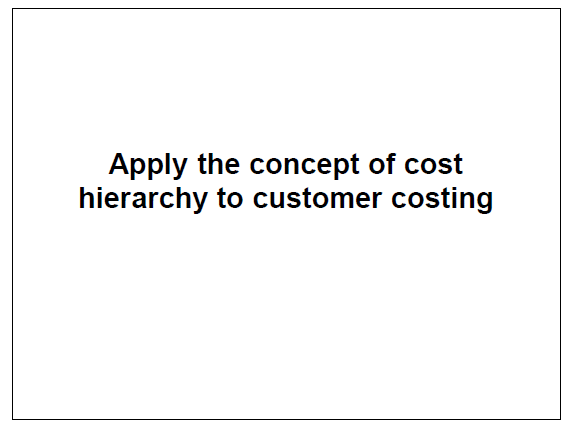 Apply the concept of cost
hierarchy to customer costing